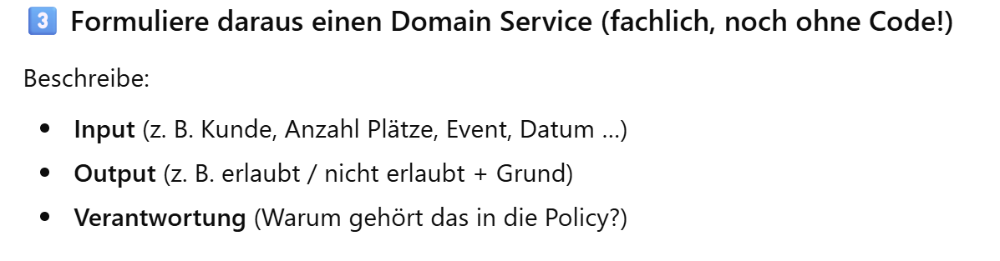 3️⃣ Formuliere daraus einen Domain Service (fachlich, noch ohne Code!)
Beschreibe:
• Input (z. B. Kunde, Anzahl Plätze, Event, Datum …)
• Output (z. B. erlaubt / nicht erlaubt + Grund)
• Verantwortung (Warum gehört das in die Policy?)